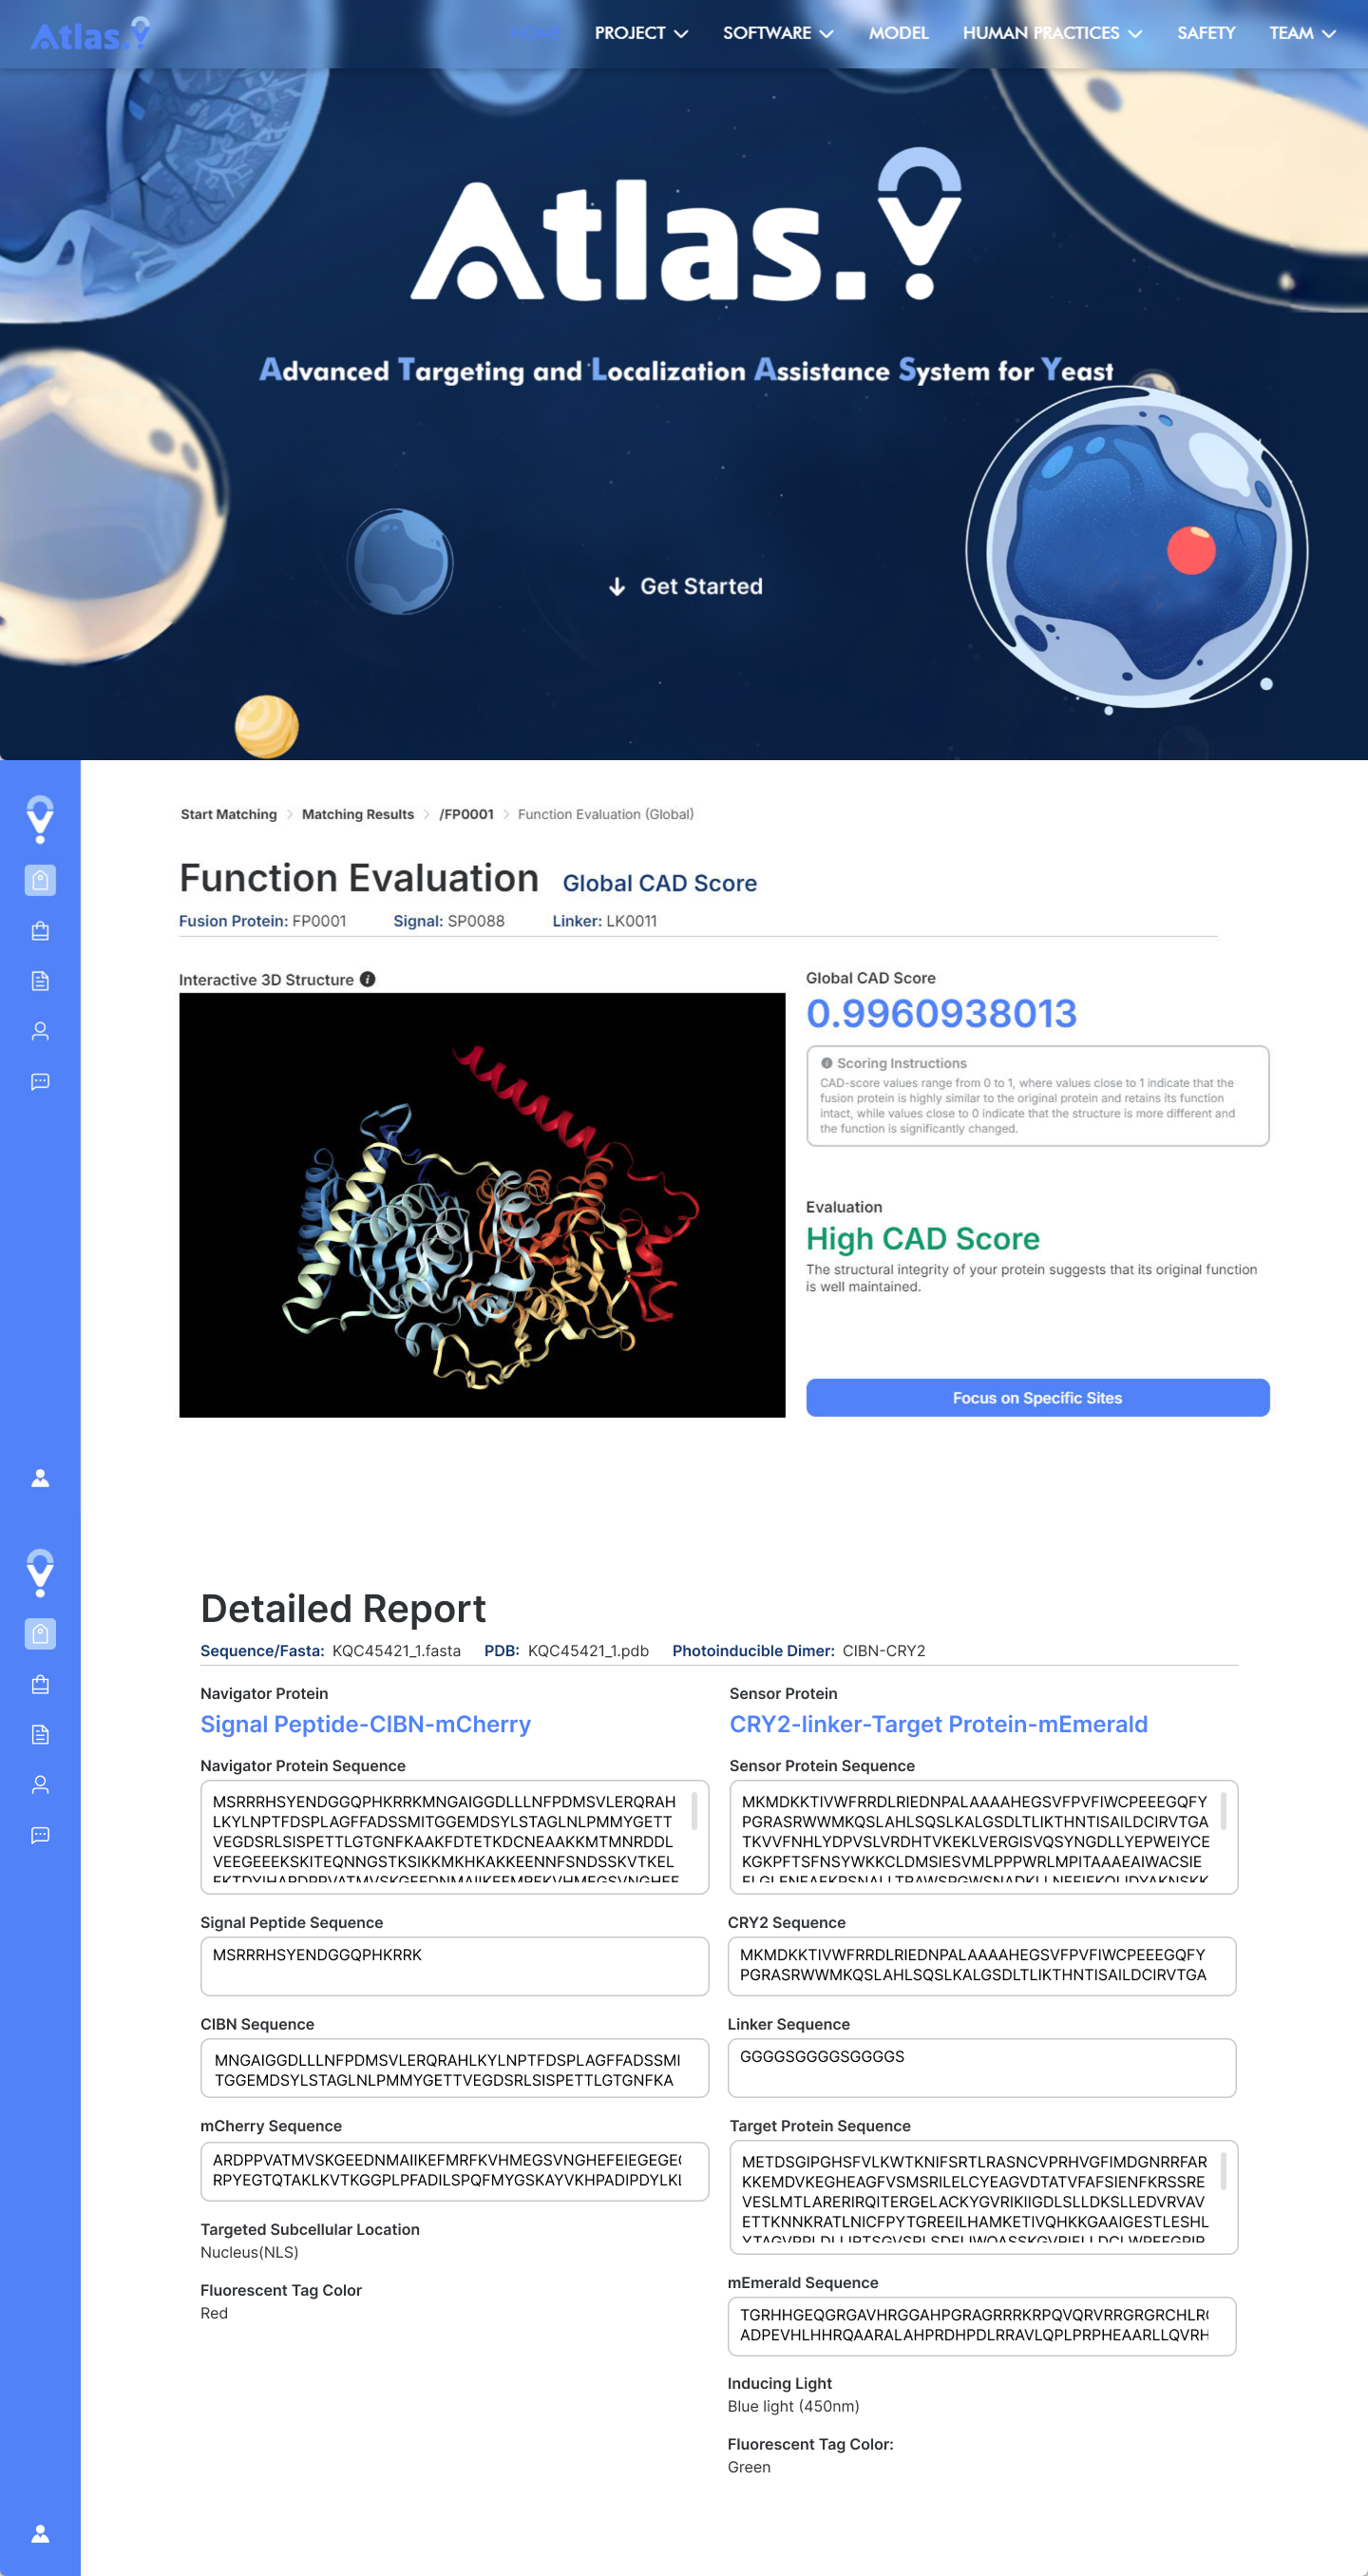 Atlas.Y
HOME PROJECT SOFTWARE MODEL HUMAN PRACTICES SAFETY TEAM
Atlas.Y
Advanced Targeting and Localization Assistance System for Yeast
Get Started
Start Matching > Matching Results > /FP0001 > Function Evaluation (Global)
Function Evaluation Global CAD Score
Fusion Protein: FP0001 Signal: SP0088 Linker: LK0011
Interactive 3D Structure
Global CAD Score
0.9960938013
Scoring Instructions
CAD-score values range from 0 to 1, where values close to 1 indicate that the
fusion protein is highly similar to the original protein and retains its function
intact, while values close to 0 indicate that the structure is more different and
the function is significantly changed.
Evaluation
High CAD Score
The structural integrity of your protein suggests that its original function
is well maintained.
Focus on Specific Sites
Detailed Report
Sequence/Fasta: KQC45421_1.fasta PDB: KQC45421_1.pdb Photoinducible Dimer: CIBN-CRY2
Navigator Protein
Signal Peptide-CIBN-mCherry
Navigator Protein Sequence
MSRRRHSYENDGGQPHKRRKMNGAIGGDLLLNFPDMSVLERQRAH
LKYLNPTFDSPLAGFFADSSMITGGEMDSYLSTAGLNLPMMYGETT
VEGDSRLSISPETTLGTGNFKAAKFDTETKDCNEAAKKMTMNRDDL
VEEGEEEKSKITEQNNGSTKSIKKMKHKAKKEENNFSNDSSKVTKEL
EKTDYIHARDPPVATMVSKGEEDNMAIIKEFMRFKVHMEGSVNGHEF
Signal Peptide Sequence
MSRRRHSYENDGGQPHKRRK
CIBN Sequence
MNGAIGGDLLLNFPDMSVLERQRAHLKYLNPTFDSPLAGFFADSSMI
TGGEMDSYLSTAGLNLPMMYGETTVEGDSRLSISPETTLGTGNFKA
mCherry Sequence
ARDPPVATMVSKGEEDNMAIIKEFMRFKVHMEGSVNGHEFEIEGEG
RPYEGTQTAKLKVTKGGPLPFADILSPQFMYGSKAYVKHPADIPDYLK
Targeted Subcellular Location
Nucleus(NLS)
Fluorescent Tag Color
Red
Sensor Protein
CRY2-linker-Target Protein-mEmerald
Sensor Protein Sequence
MKMDKKTIVWFRRDLRIEDNPALAAAAHEGSVFPVFIWCPEEEGQFY
PGRASRWWMKQSLAHLSQSLKALGSDLTLIKTHNTISAILDCIRVTGA
TKVVFNHLYDPVSLVRDHTVKEKLVERGISVQSYNGDLLYEPWEIYCE
KGKPFTSFNSYWKKCLDMSIESVMLPPPWRLMPITAAAEAIWACSIE
ELGLENEAEKPSNALLTRAWSPGWSNADKLLNEFIEKQLIDYAKNSKK
CRY2 Sequence
MKMDKKTIVWFRRDLRIEDNPALAAAAHEGSVFPVFIWCPEEEGQFY
PGRASRWWMKQSLAHLSQSLKALGSDLTLIKTHNTISAILDCIRVTGA
Linker Sequence
GGGGSGGGGSGGGGS
Target Protein Sequence
METDSGIPGHSFVLKWTKNIFSRTLRASNCVPRHVGFIMDGNRRFAR
KKEMDVKEGHEAGFVSMSRILELCYEAGVDTATVFAFSIENFKRSSRE
VESLMTLARERIRQITERGELACKYGVRIKIIGDLSLLDKSLLEDVRVAV
ETTKNNKRATLNICFPYTGREEILHAMKETIVQHKKGAAIGESTLESHL
mEmerald Sequence
TGRHHGEQGRGAVHRGGAHPGRAGRRRKRPQVQRVRRGRGRCHLR
ADPEVHLHHRQAARALAHPRDHPDLRRAVLQPLPRPHEAARLLQVRH
Inducing Light
Blue light (450nm)
Fluorescent Tag Color:
Green